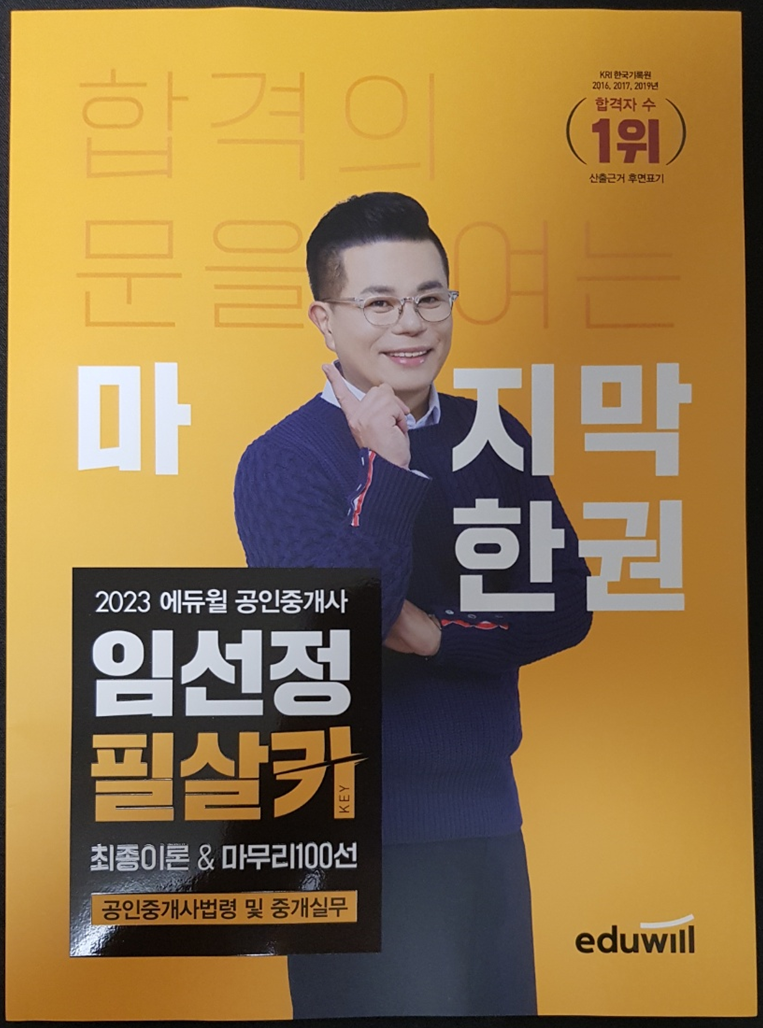 합격의
문을 여는
마지막
한권
KRI 한국기록원
2016, 2017, 2019년
합격자 수
1위
산출근거 후면표기
2023 에듀윌 공인중개사
임선정
필살키
KEY
최종이론 & 마무리100선
공인중개사법령 및 중개실무
eduwill